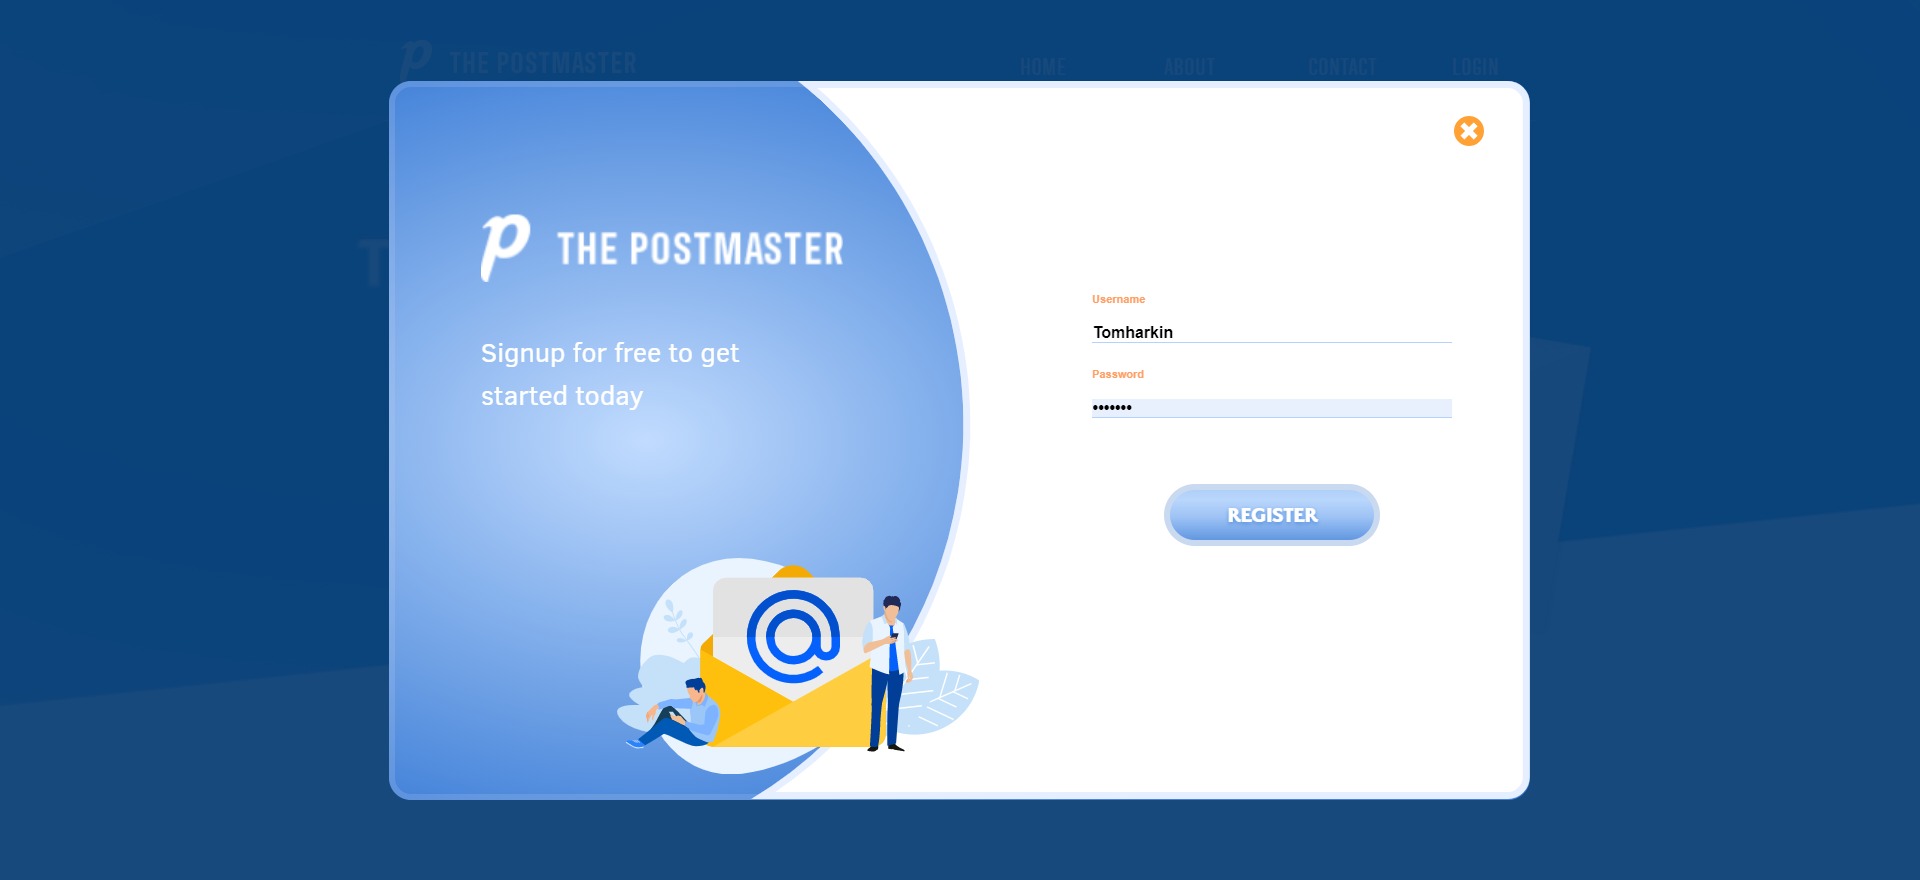 THE POSTMASTER
HOME ABOUT CONTACT LOGIN
THE POSTMASTER
Signup for free to get
started today
Username
Tomharkin
Password
•••••••
REGISTER